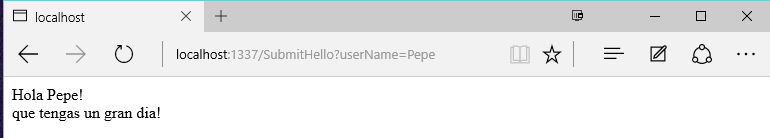 localhost
localhost:1337/SubmitHello?userName=Pepe
Hola Pepe!
que tengas un gran dia!